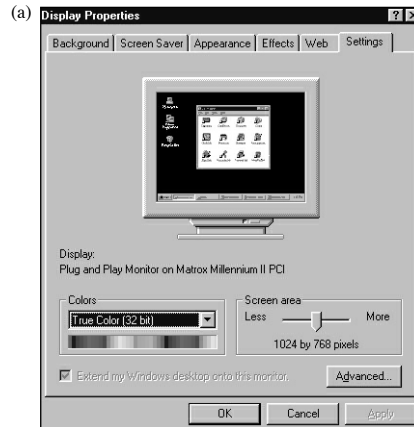 (a)
Display Properties
Background Screen Saver Appearance Effects Web Settings
Display:
Plug and Play Monitor on Matrox Millennium II PCI
Colors
True Color (32 bit)
Screen area
Less More
1024 by 768 pixels
Extend my Windows desktop onto this monitor.
Advanced...
OK Cancel Apply